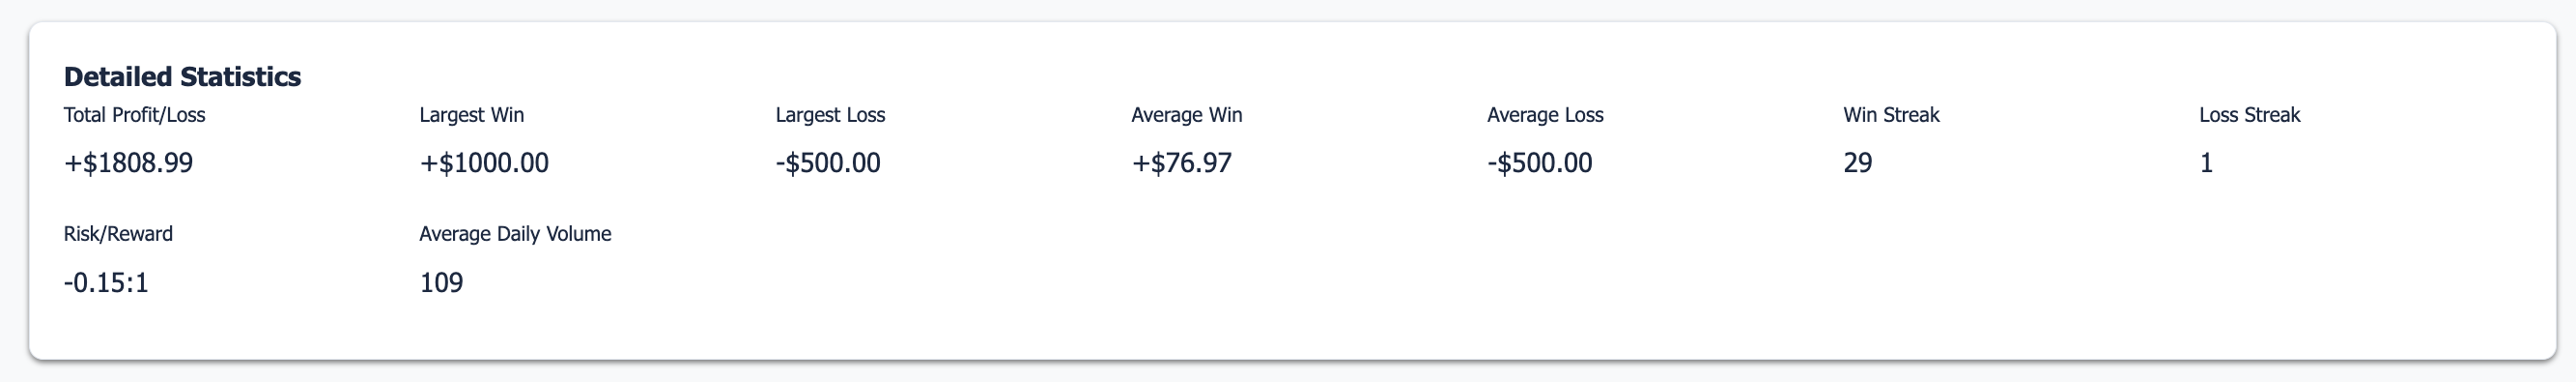 Detailed Statistics
Total Profit/Loss Largest Win Largest Loss Average Win Average Loss Win Streak Loss Streak
+$1808.99 +$1000.00 -$500.00 +$76.97 -$500.00 29 1
Risk/Reward Average Daily Volume
-0.15:1 109